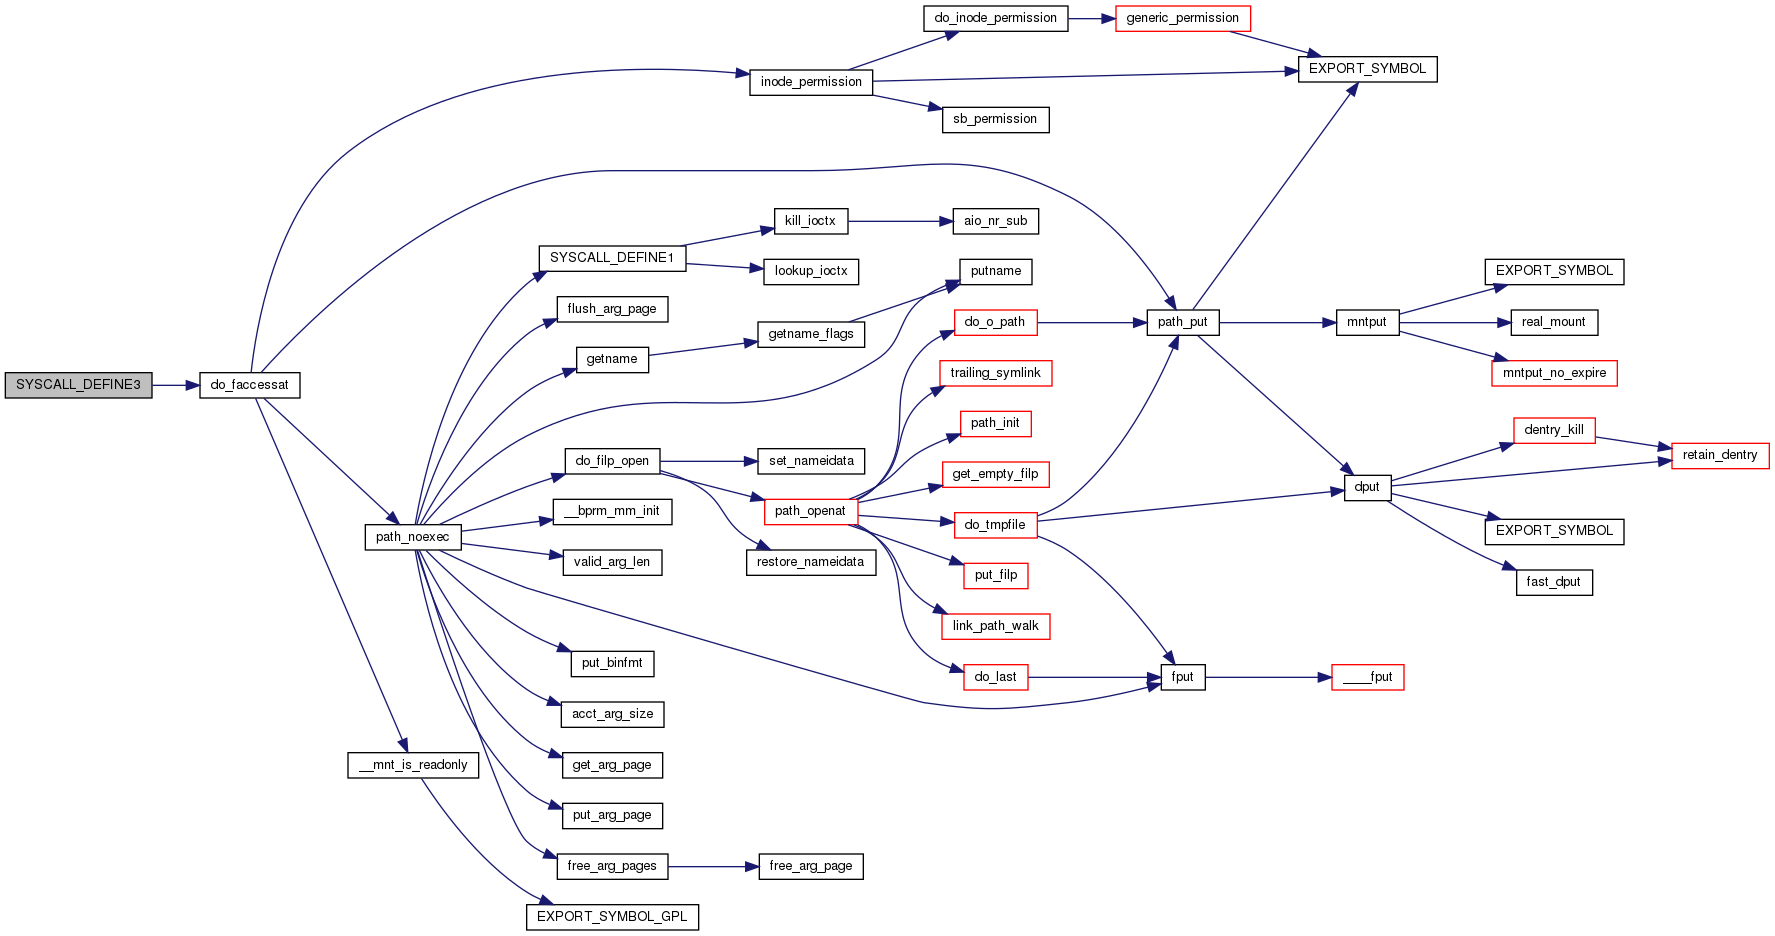 do_inode_permission
generic_permission
EXPORT_SYMBOL
inode_permission
sb_permission
kill_ioctx
aio_nr_sub
SYSCALL_DEFINE1
lookup_ioctx
putname
EXPORT_SYMBOL
flush_arg_page
getname_flags
do_o_path
path_put
mntput
real_mount
getname
trailing_symlink
mntput_no_expire
SYSCALL_DEFINE3
do_faccessat
path_init
dentry_kill
do_filp_open
set_nameidata
get_empty_filp
retain_dentry
dput
__bprm_mm_init
path_openat
path_noexec
do_tmpfile
EXPORT_SYMBOL
valid_arg_len
restore_nameidata
put_filp
fast_dput
link_path_walk
put_binfmt
do_last
fput
____fput
acct_arg_size
__mnt_is_readonly
get_arg_page
put_arg_page
free_arg_pages
free_arg_page
EXPORT_SYMBOL_GPL